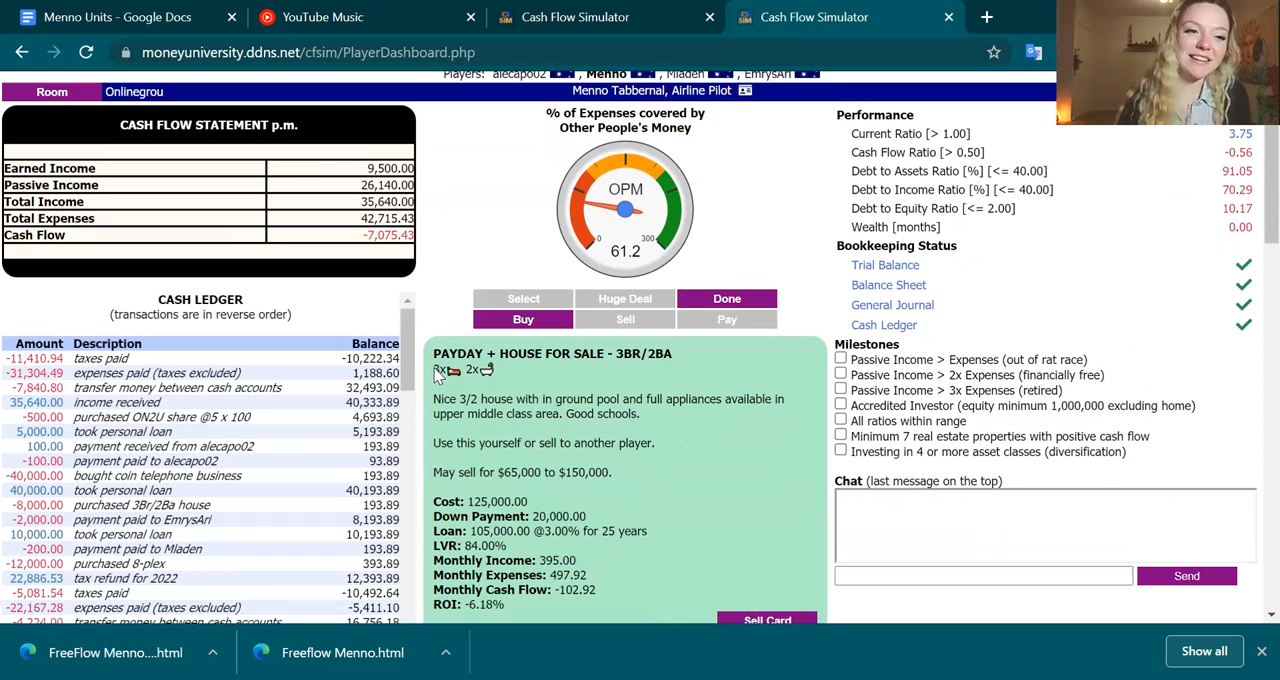 Menno Units - Google Docs
YouTube Music
Cash Flow Simulator
Cash Flow Simulator
moneyuniversity.ddns.net/cfsim/PlayerDashboard.php
Players: alecapo02 , Menno , Mladen , EmrysAri
Room Onlinegrou
Menno Tabbernal, Airline Pilot
CASH FLOW STATEMENT p.m.
Earned Income 9,500.00
Passive Income 26,140.00
Total Income 35,640.00
Total Expenses 42,715.43
Cash Flow -7,075.43
CASH LEDGER
(transactions are in reverse order)
Amount Description Balance
-11,410.94 taxes paid -10,222.34
-31,304.49 expenses paid (taxes excluded) 1,188.60
-7,840.80 transfer money between cash accounts 32,493.09
35,640.00 income received 40,333.89
-500.00 purchased ON2U share @5 x 100 4,693.89
5,000.00 took personal loan 5,193.89
100.00 payment received from alecapo02 193.89
-100.00 payment paid to alecapo02 93.89
-40,000.00 bought coin telephone business 193.89
40,000.00 took personal loan 40,193.89
-8,000.00 purchased 3Br/2Ba house 193.89
-2,000.00 payment paid to EmrysAri 8,193.89
10,000.00 took personal loan 10,193.89
-200.00 payment paid to Mladen 193.89
-12,000.00 purchased 8-plex 393.89
22,886.53 tax refund for 2022 12,393.89
-5,081.54 taxes paid -10,492.64
-22,167.28 expenses paid (taxes excluded) -5,411.10
-4,224.00 transfer money between cash accounts 16,756.18
% of Expenses covered by
Other People's Money
OPM
0 300
61.2
Select Huge Deal Done
Buy Sell Pay
PAYDAY + HOUSE FOR SALE - 3BR/2BA
3x 2x
Nice 3/2 house with in ground pool and full appliances available in
upper middle class area. Good schools.
Use this yourself or sell to another player.
May sell for $65,000 to $150,000.
Cost: 125,000.00
Down Payment: 20,000.00
Loan: 105,000.00 @3.00% for 25 years
LVR: 84.00%
Monthly Income: 395.00
Monthly Expenses: 497.92
Monthly Cash Flow: -102.92
ROI: -6.18%
Sell Card
Performance
Current Ratio [> 1.00] 3.75
Cash Flow Ratio [> 0.50] -0.56
Debt to Assets Ratio [%] [<= 40.00] 91.05
Debt to Income Ratio [%] [<= 40.00] 70.29
Debt to Equity Ratio [<= 2.00] 10.17
Wealth [months] 0.00
Bookkeeping Status
Trial Balance
Balance Sheet
General Journal
Cash Ledger
Milestones
Passive Income > Expenses (out of rat race)
Passive Income > 2x Expenses (financially free)
Passive Income > 3x Expenses (retired)
Accredited Investor (equity minimum 1,000,000 excluding home)
All ratios within range
Minimum 7 real estate properties with positive cash flow
Investing in 4 or more asset classes (diversification)
Chat (last message on the top)
Send
FreeFlow Menno....html
Freeflow Menno.html
Show all